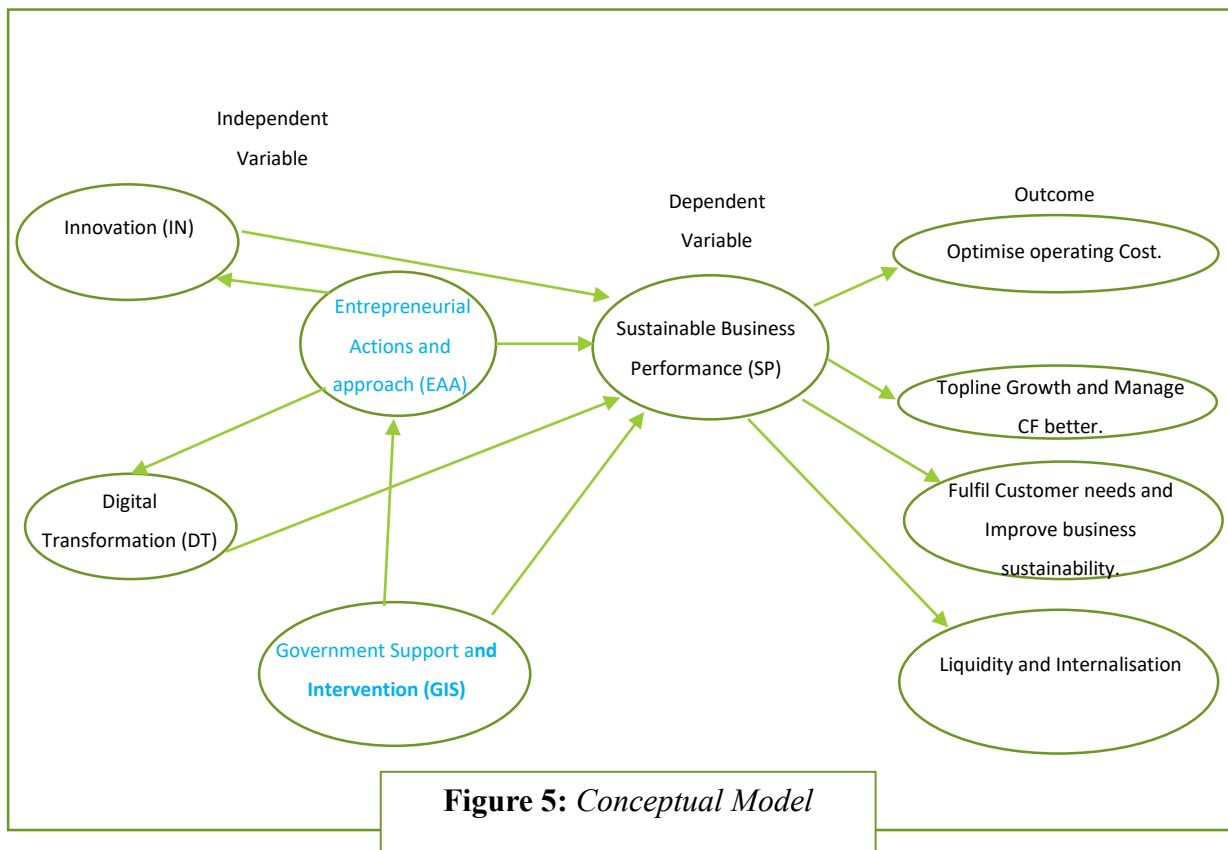 Independent
Variable
Innovation (IN)
Entrepreneurial
Actions and
approach (EAA)
Digital
Transformation (DT)
Government Support and
Intervention (GIS)
Dependent
Variable
Sustainable Business
Performance (SP)
Outcome
Optimise operating Cost.
Topline Growth and Manage
CF better.
Fulfil Customer needs and
Improve business
sustainability.
Liquidity and Internalisation
Figure 5: Conceptual Model